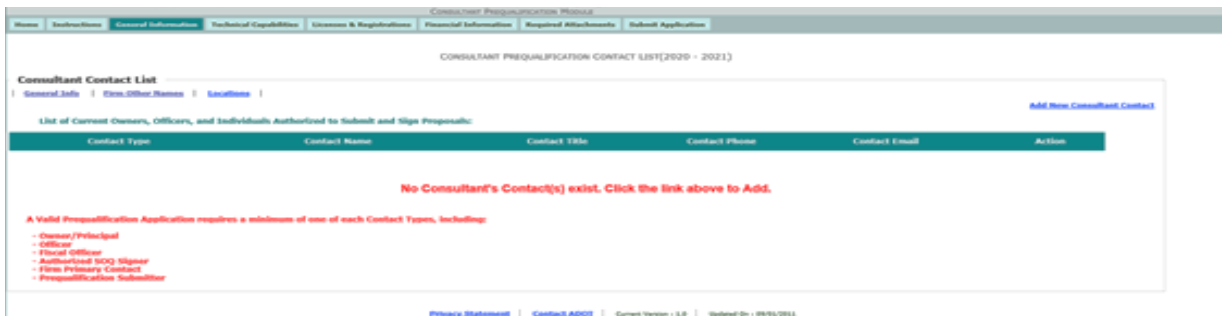 CONSULTANT PREQUALIFICATION MODULE
Home Instructions General Information Technical Capabilities Licenses & Registrations Financial Information Required Attachments Submit Application
CONSULTANT PREQUALIFICATION CONTACT LIST(2020 - 2021)
Consultant Contact List
| General Info | Firm Other Names | Locations |
Add New Consultant Contact
List of Current Owners, Officers, and Individuals Authorized to Submit and Sign Proposals:
Contact Type Contact Name Contact Title Contact Phone Contact Email Action
No Consultant's Contact(s) exist. Click the link above to Add.
A Valid Prequalification Application requires a minimum of one of each Contact Types, including:
- Owner/Principal
- Officer
- Fiscal Officer
- Authorized SOQ Signer
- Firm Primary Contact
- Prequalification Submitter
Privacy Statement | Contact ADOT | Current Version : 1.0 | Updated On : 09/01/2011